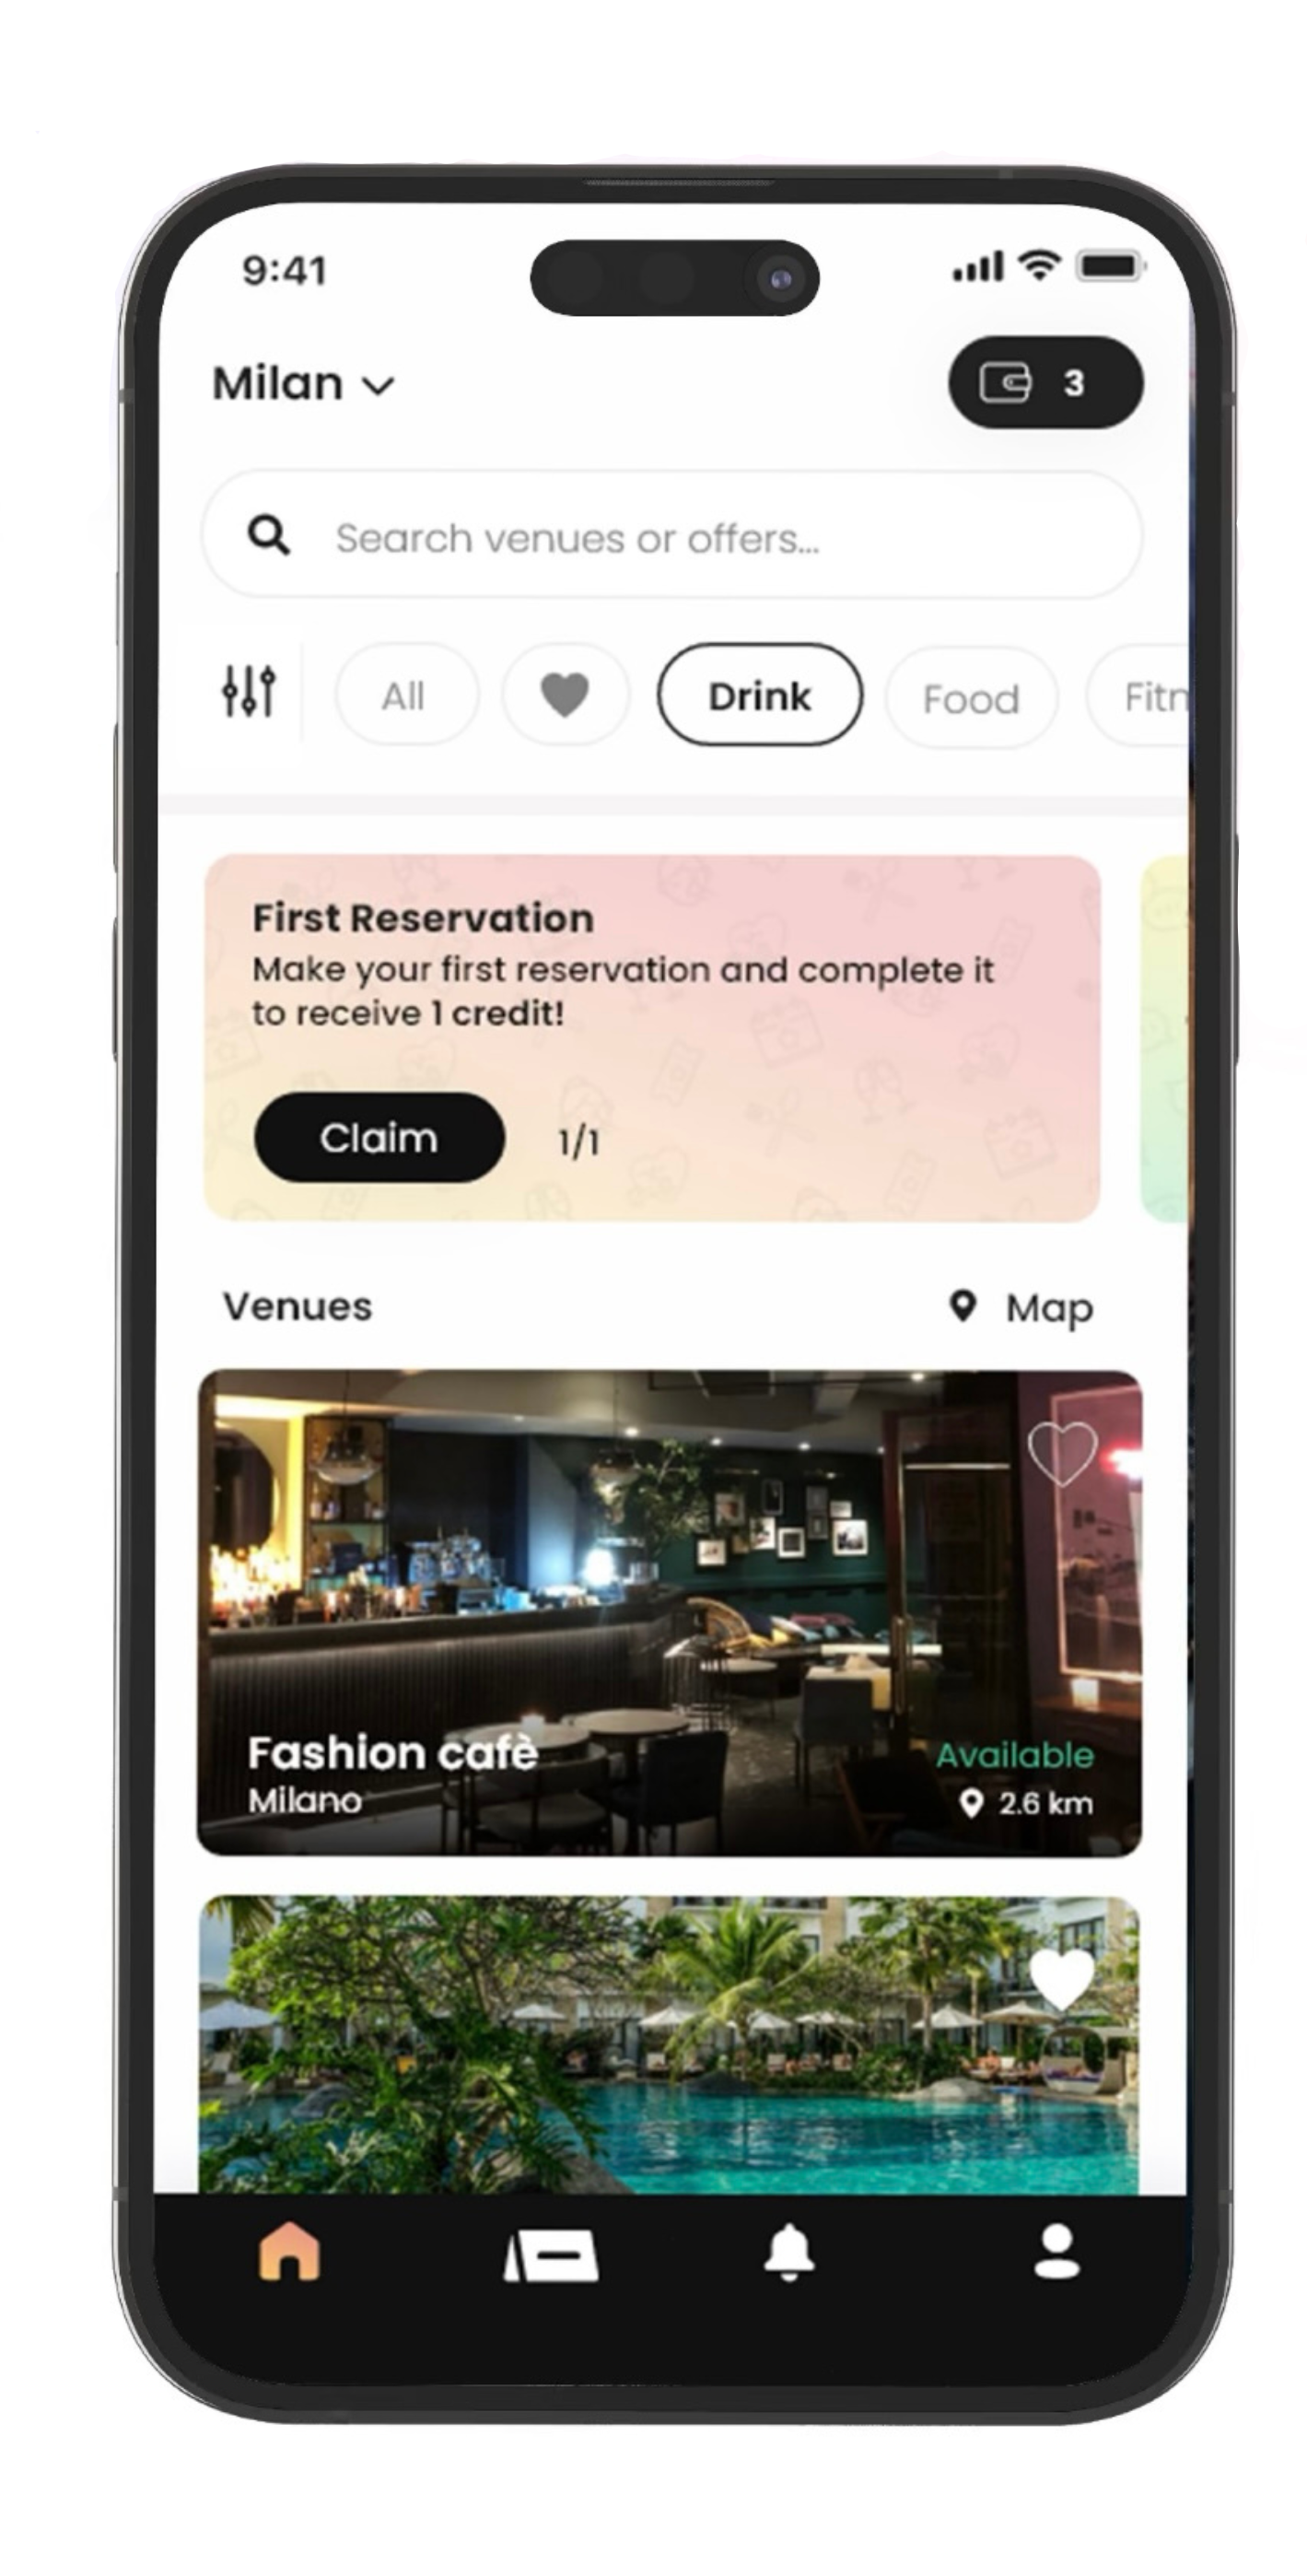 9:41
Milan
3
Search venues or offers...
All
Drink
Food
Fitn
First Reservation
Make your first reservation and complete it
to receive 1 credit!
Claim
1/1
Venues
Map
Fashion cafè
Milano
Available
2.6 km